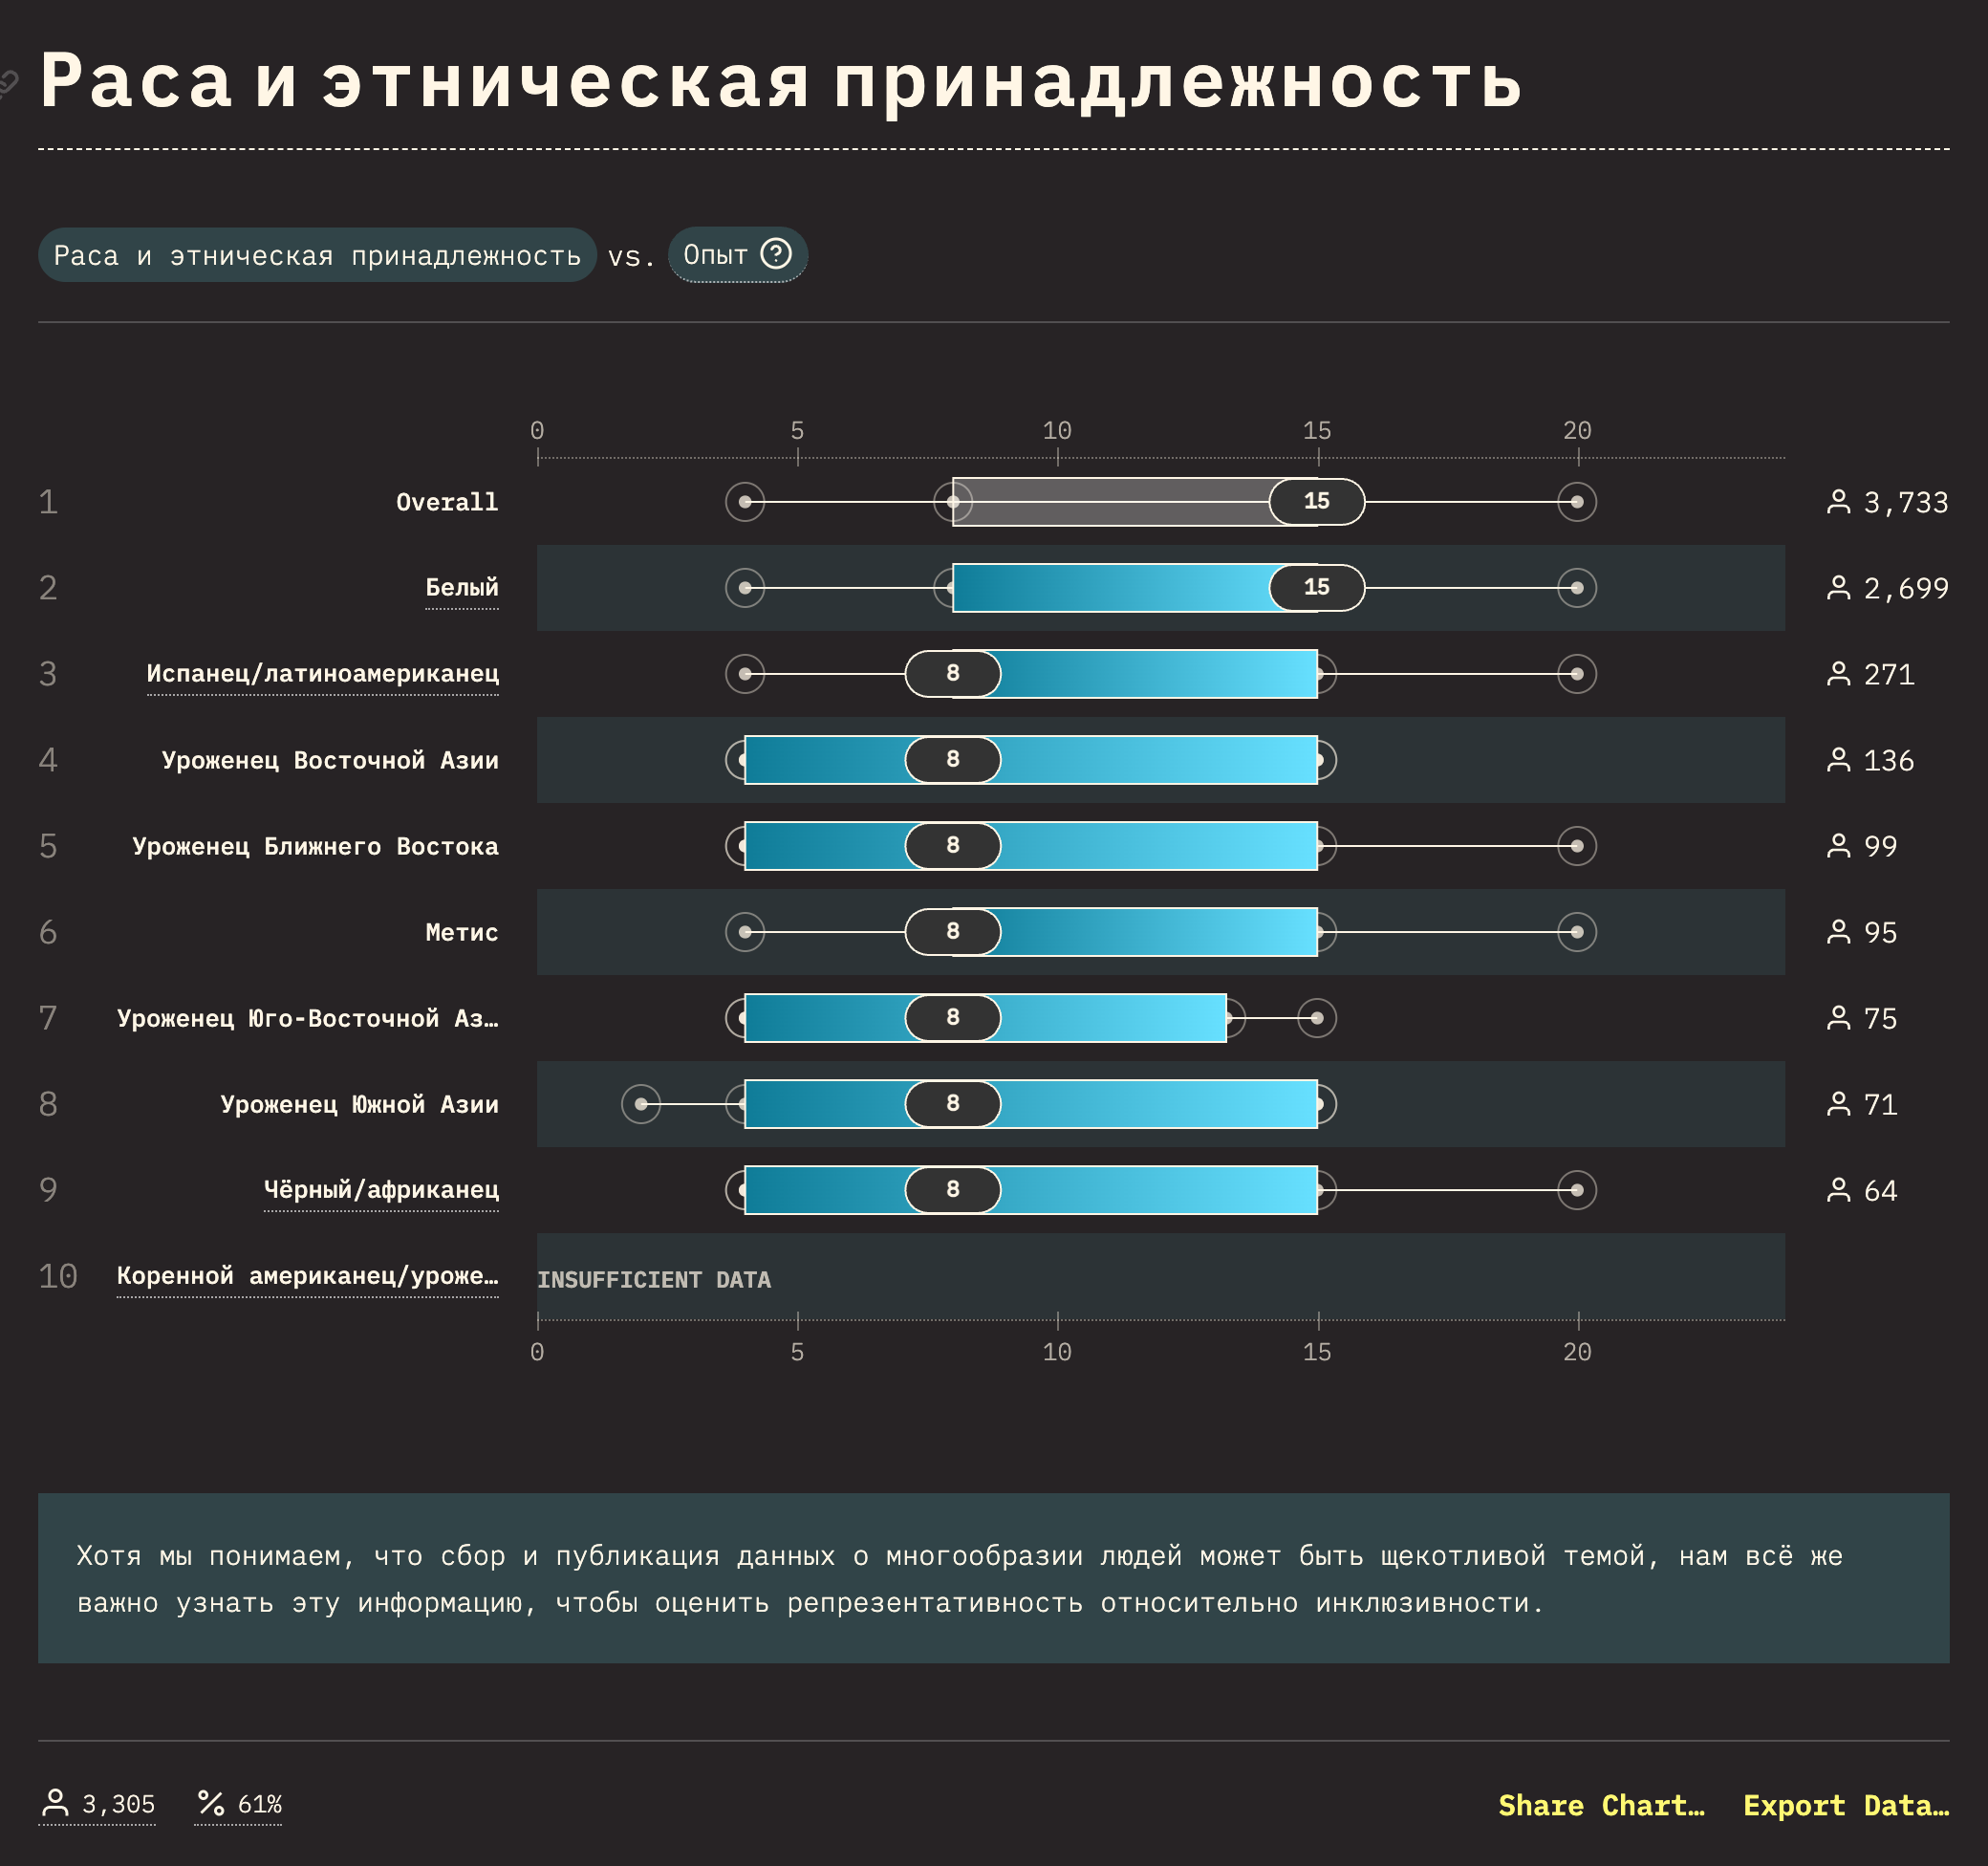 Раса и этническая принадлежность
Раса и этническая принадлежность vs. Опыт ?
0 5 10 15 20
1 Overall 15 3,733
2 Белый 15 2,699
3 Испанец/латиноамериканец 8 271
4 Уроженец Восточной Азии 8 136
5 Уроженец Ближнего Востока 8 99
6 Метис 8 95
7 Уроженец Юго-Восточной Аз… 8 75
8 Уроженец Южной Азии 8 71
9 Чёрный/африканец 8 64
10 Коренной американец/уроже… INSUFFICIENT DATA
0 5 10 15 20
Хотя мы понимаем, что сбор и публикация данных о многообразии людей может быть щекотливой темой, нам всё же
важно узнать эту информацию, чтобы оценить репрезентативность относительно инклюзивности.
3,305 % 61% Share Chart… Export Data…